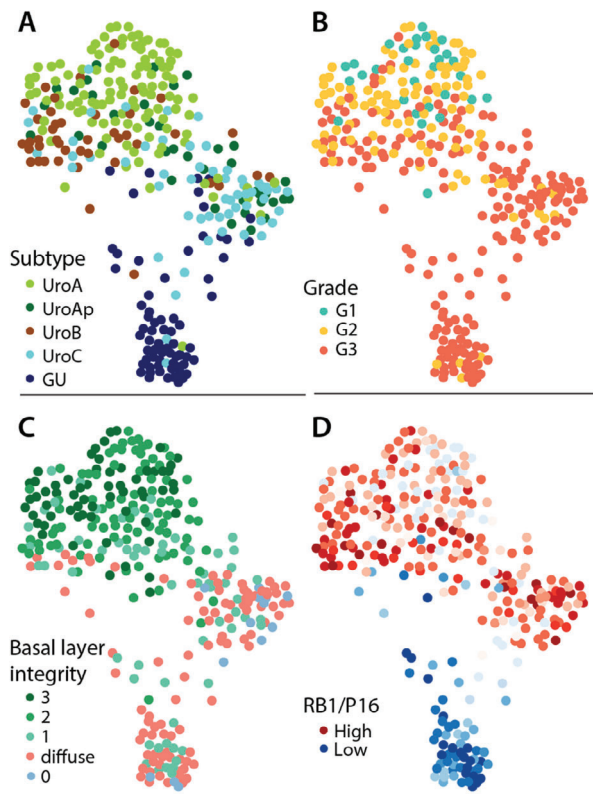 A
B
Subtype
UroA
UroAp
UroB
UroC
GU
Grade
G1
G2
G3
C
D
Basal layer
integrity
3
2
1
diffuse
0
RB1/P16
High
Low